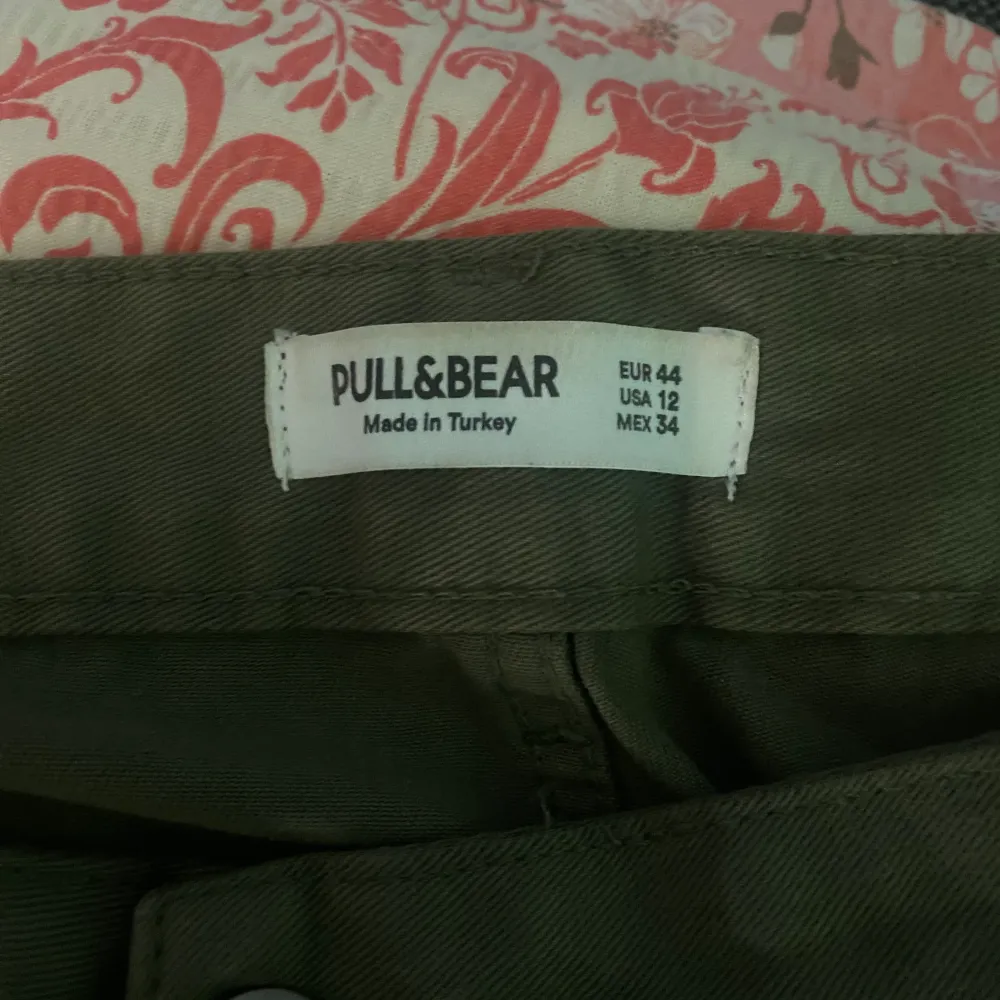 PULL&BEAR
Made in Turkey
EUR 44
USA 12
MEX 34